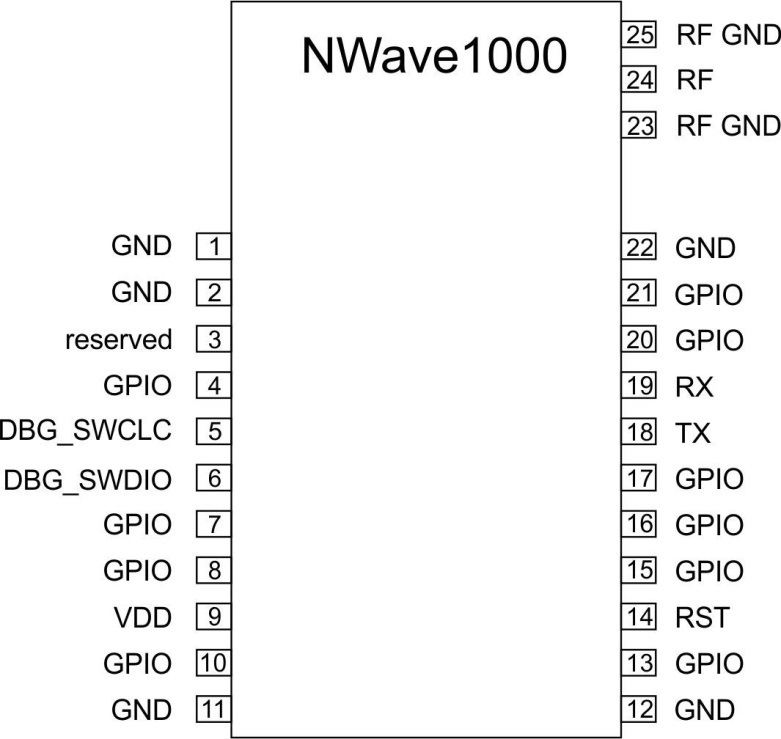 NWave1000
25 RF GND
24 RF
23 RF GND
GND 1
22 GND
GND 2
21 GPIO
reserved 3
20 GPIO
GPIO 4
19 RX
DBG_SWCLC 5
18 TX
DBG_SWDIO 6
17 GPIO
GPIO 7
16 GPIO
GPIO 8
15 GPIO
VDD 9
14 RST
GPIO 10
13 GPIO
GND 11
12 GND